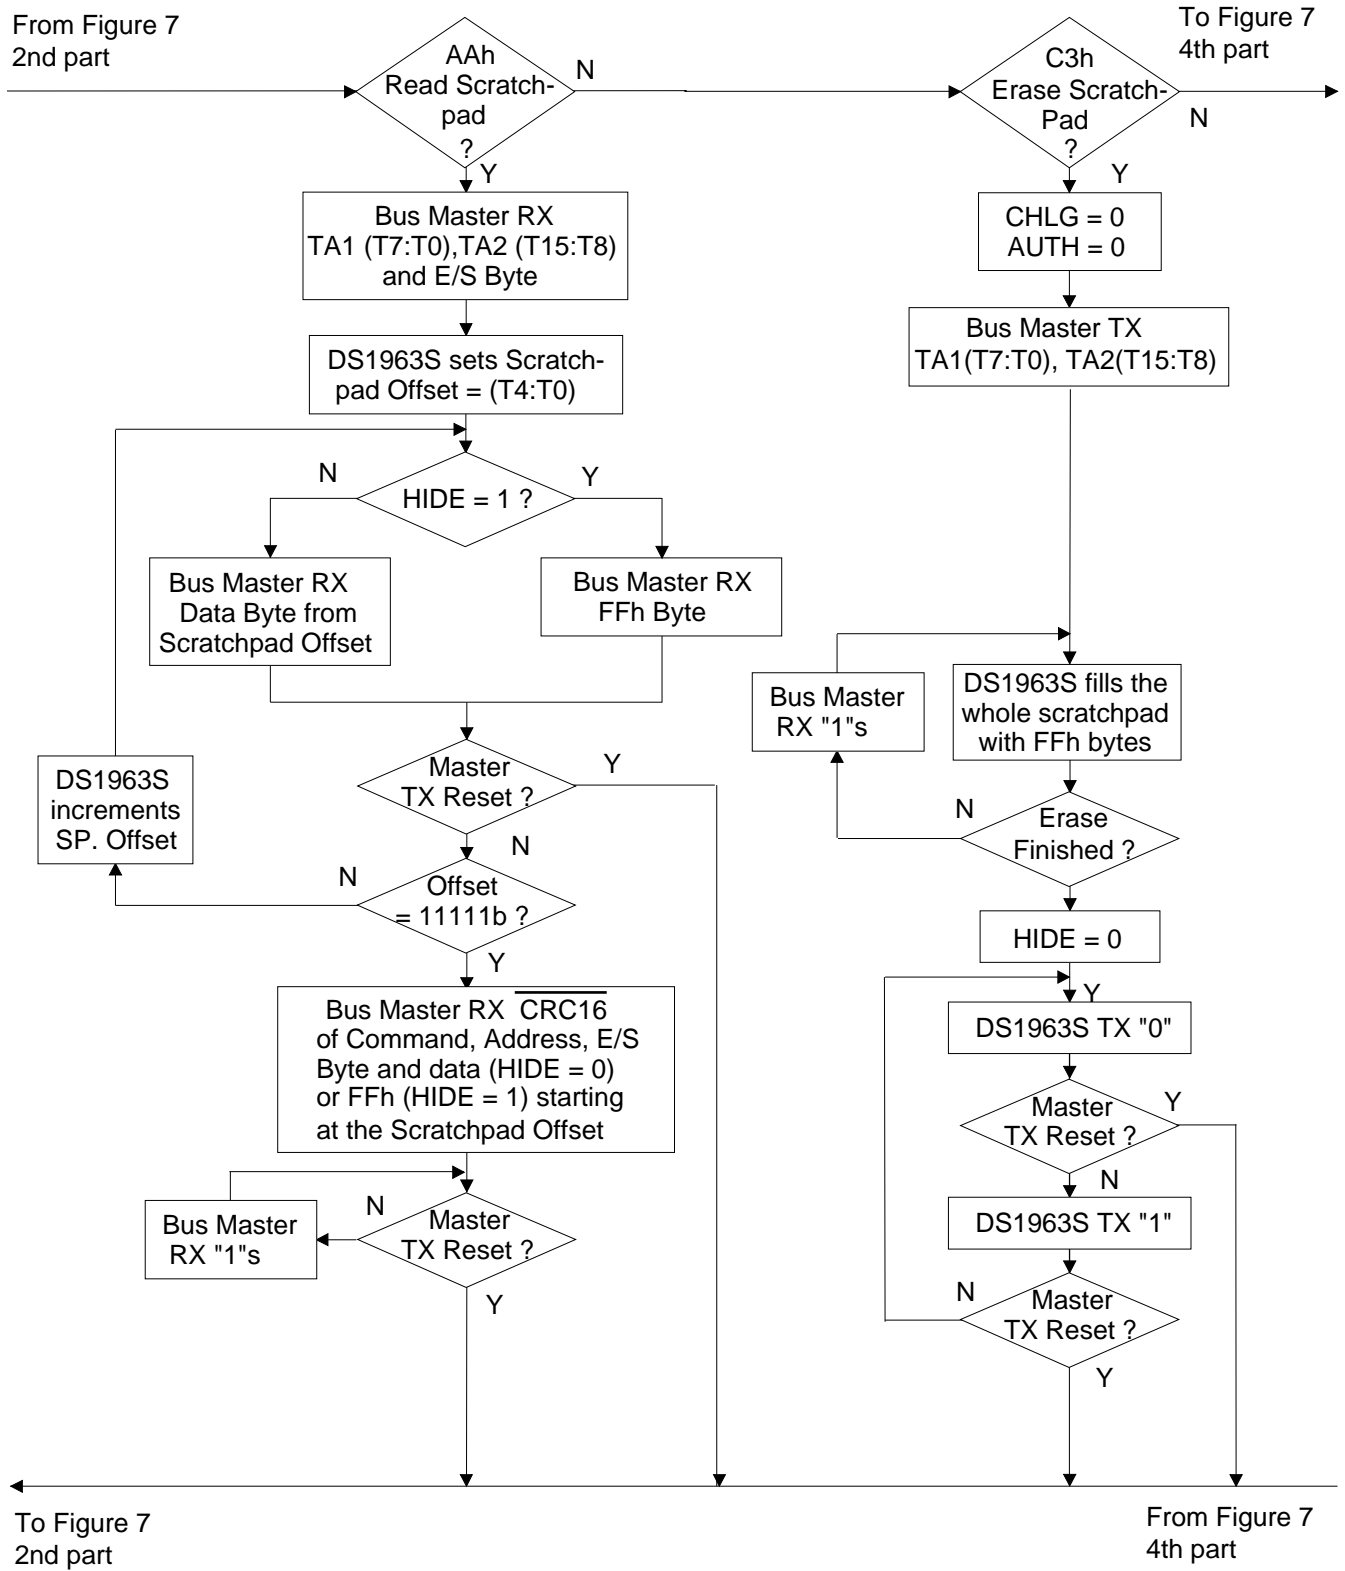 From Figure 7
2nd part
To Figure 7
4th part
AAh
Read Scratch-
pad
?
N
Y
C3h
Erase Scratch-
Pad
?
N
Y
Bus Master RX
TA1 (T7:T0),TA2 (T15:T8)
and E/S Byte
CHLG = 0
AUTH = 0
DS1963S sets Scratch-
pad Offset = (T4:T0)
Bus Master TX
TA1(T7:T0), TA2(T15:T8)
N
HIDE = 1 ?
Y
Bus Master RX
Data Byte from
Scratchpad Offset
Bus Master RX
FFh Byte
Bus Master
RX "1"s
DS1963S fills the
whole scratchpad
with FFh bytes
DS1963S
increments
SP. Offset
Master
TX Reset ?
Y
N
N
Erase
Finished ?
N
Offset
= 11111b ?
Y
HIDE = 0
Y
Bus Master RX CRC16
of Command, Address, E/S
Byte and data (HIDE = 0)
or FFh (HIDE = 1) starting
at the Scratchpad Offset
DS1963S TX "0"
Master
TX Reset ?
Y
N
Bus Master
RX "1"s
N
Master
TX Reset ?
Y
DS1963S TX "1"
N
Master
TX Reset ?
Y
To Figure 7
2nd part
From Figure 7
4th part